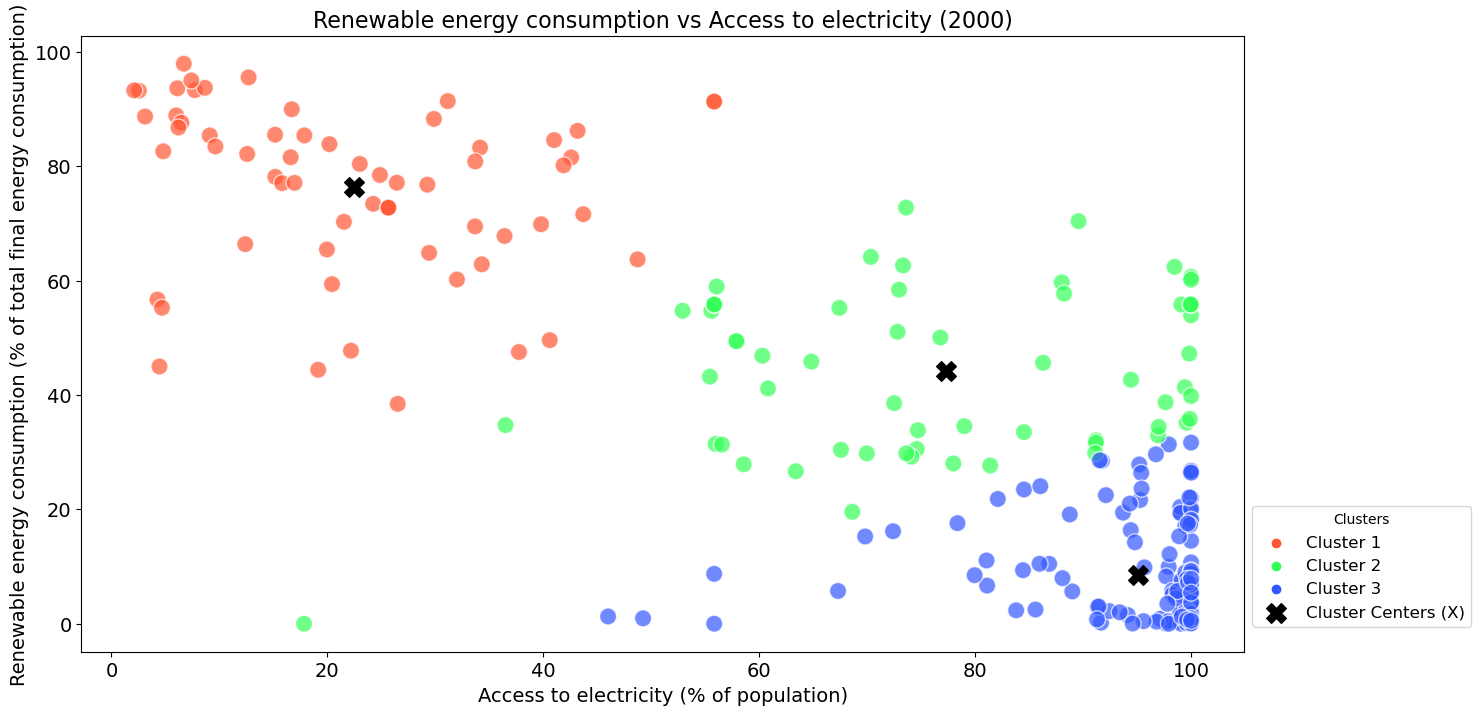 Renewable energy consumption vs Access to electricity (2000)
Renewable energy consumption (% of total final energy consumption)
100
80
60
40
20
0
0 20 40 60 80 100
Access to electricity (% of population)
Clusters
Cluster 1
Cluster 2
Cluster 3
Cluster Centers (X)